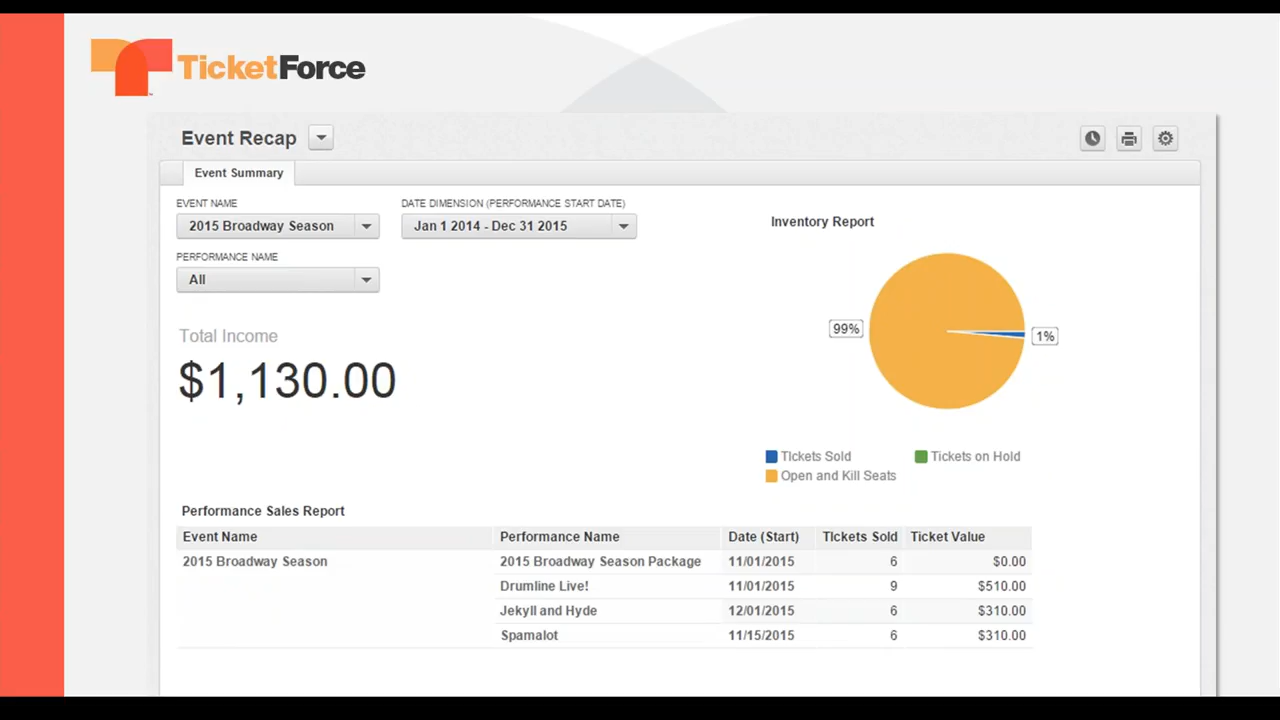 TicketForce
Event Recap
Event Summary
EVENT NAME
DATE DIMENSION (PERFORMANCE START DATE)
2015 Broadway Season
Jan 1 2014 - Dec 31 2015
PERFORMANCE NAME
All
Total Income
$1,130.00
Inventory Report
99%
1%
Tickets Sold
Tickets on Hold
Open and Kill Seats
Performance Sales Report
Event Name Performance Name Date (Start) Tickets Sold Ticket Value
2015 Broadway Season 2015 Broadway Season Package 11/01/2015 6 $0.00
Drumline Live! 11/01/2015 9 $510.00
Jekyll and Hyde 12/01/2015 6 $310.00
Spamalot 11/15/2015 6 $310.00